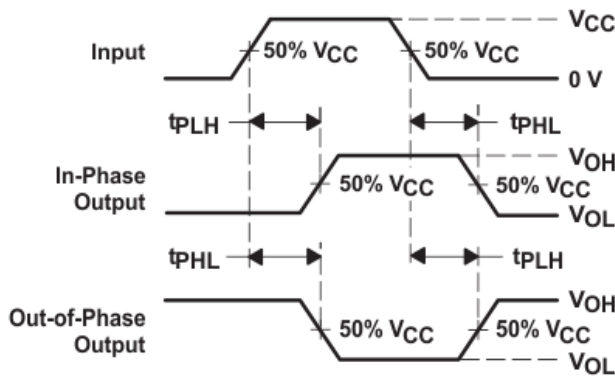 VCC
Input 50% VCC 50% VCC
0 V
tPLH tPHL
VOH
In-Phase
Output
50% VCC 50% VCC
VOL
tPHL tPLH
VOH
Out-of-Phase
Output
50% VCC 50% VCC
VOL